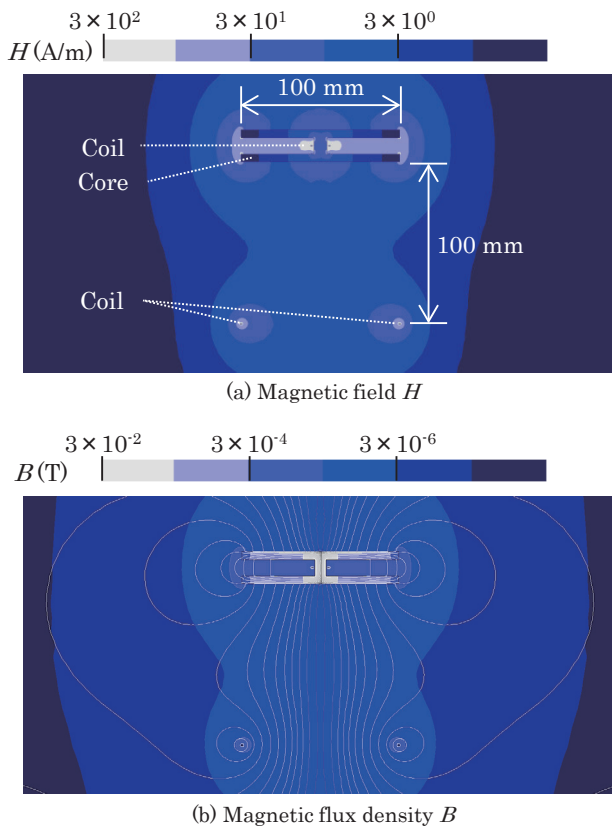 3 × 10² 3 × 10¹ 3 × 10⁰
H (A/m)
100 mm
Coil
Core
100 mm
Coil
(a) Magnetic field H
3 × 10⁻² 3 × 10⁻⁴ 3 × 10⁻⁶
B (T)
(b) Magnetic flux density B